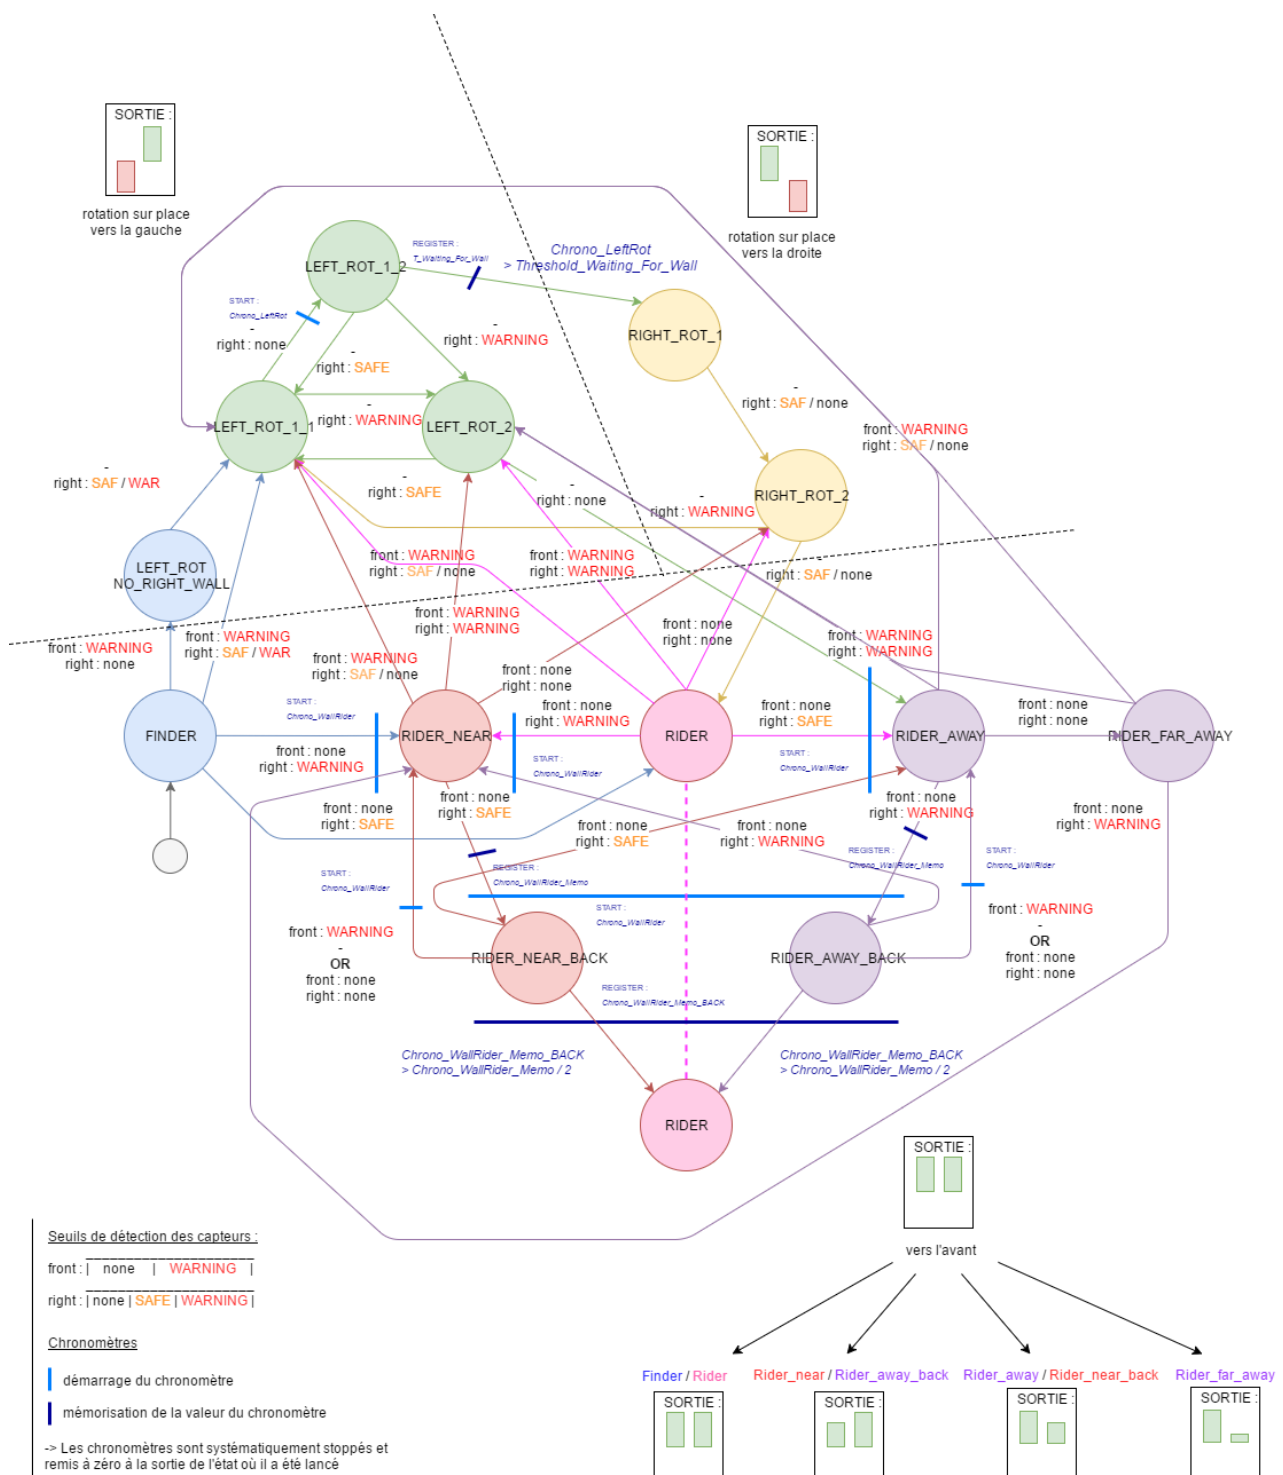 SORTIE :
rotation sur place
vers la gauche
SORTIE :
rotation sur place
vers la droite
LEFT_ROT_1_2
REGISTER :
T_Waiting_For_Wall
Chrono_LeftRot
> Threshold_Waiting_For_Wall
START :
Chrono_LeftRot
-
right : none
-
right : WARNING
RIGHT_ROT_1
-
right : SAFE
-
right : SAF / none
LEFT_ROT_1_1
-
right : WARNING
LEFT_ROT_2
front : WARNING
right : SAF / none
-
right : SAF / WAR
-
right : SAFE
-
right : none
-
right : WARNING
RIGHT_ROT_2
LEFT_ROT
NO_RIGHT_WALL
front : WARNING
right : SAF / none
front : WARNING
right : WARNING
-
right : SAF / none
front : WARNING
right : none
front : WARNING
right : SAF / WAR
front : WARNING
right : WARNING
front : none
right : none
front : WARNING
right : WARNING
front : WARNING
right : SAF / none
front : none
right : none
START :
Chrono_WallRider
front : none
right : WARNING
front : none
right : SAFE
front : none
right : none
FINDER
RIDER_NEAR
RIDER
RIDER_AWAY
RIDER_FAR_AWAY
front : none
right : WARNING
START :
Chrono_WallRider
START :
Chrono_WallRider
front : none
right : SAFE
front : none
right : SAFE
front : none
right : SAFE
front : none
right : WARNING
front : none
right : WARNING
front : none
right : WARNING
START :
Chrono_WallRider
REGISTER :
Chrono_WallRider_Memo
REGISTER :
Chrono_WallRider_Memo
START :
Chrono_WallRider
START :
Chrono_WallRider
front : WARNING
-
OR
front : none
right : none
front : WARNING
-
OR
front : none
right : none
RIDER_NEAR_BACK
RIDER_AWAY_BACK
REGISTER :
Chrono_WallRider_Memo_BACK
Chrono_WallRider_Memo_BACK
> Chrono_WallRider_Memo / 2
Chrono_WallRider_Memo_BACK
> Chrono_WallRider_Memo / 2
RIDER
SORTIE :
vers l'avant
Seuils de détection des capteurs :
front : | none | WARNING |
right : | none | SAFE | WARNING |
Chronomètres
démarrage du chronomètre
mémorisation de la valeur du chronomètre
-> Les chronomètres sont systématiquement stoppés et
remis à zéro à la sortie de l'état où il a été lancé
Finder / Rider
Rider_near / Rider_away_back
Rider_away / Rider_near_back
Rider_far_away
SORTIE :
SORTIE :
SORTIE :
SORTIE :